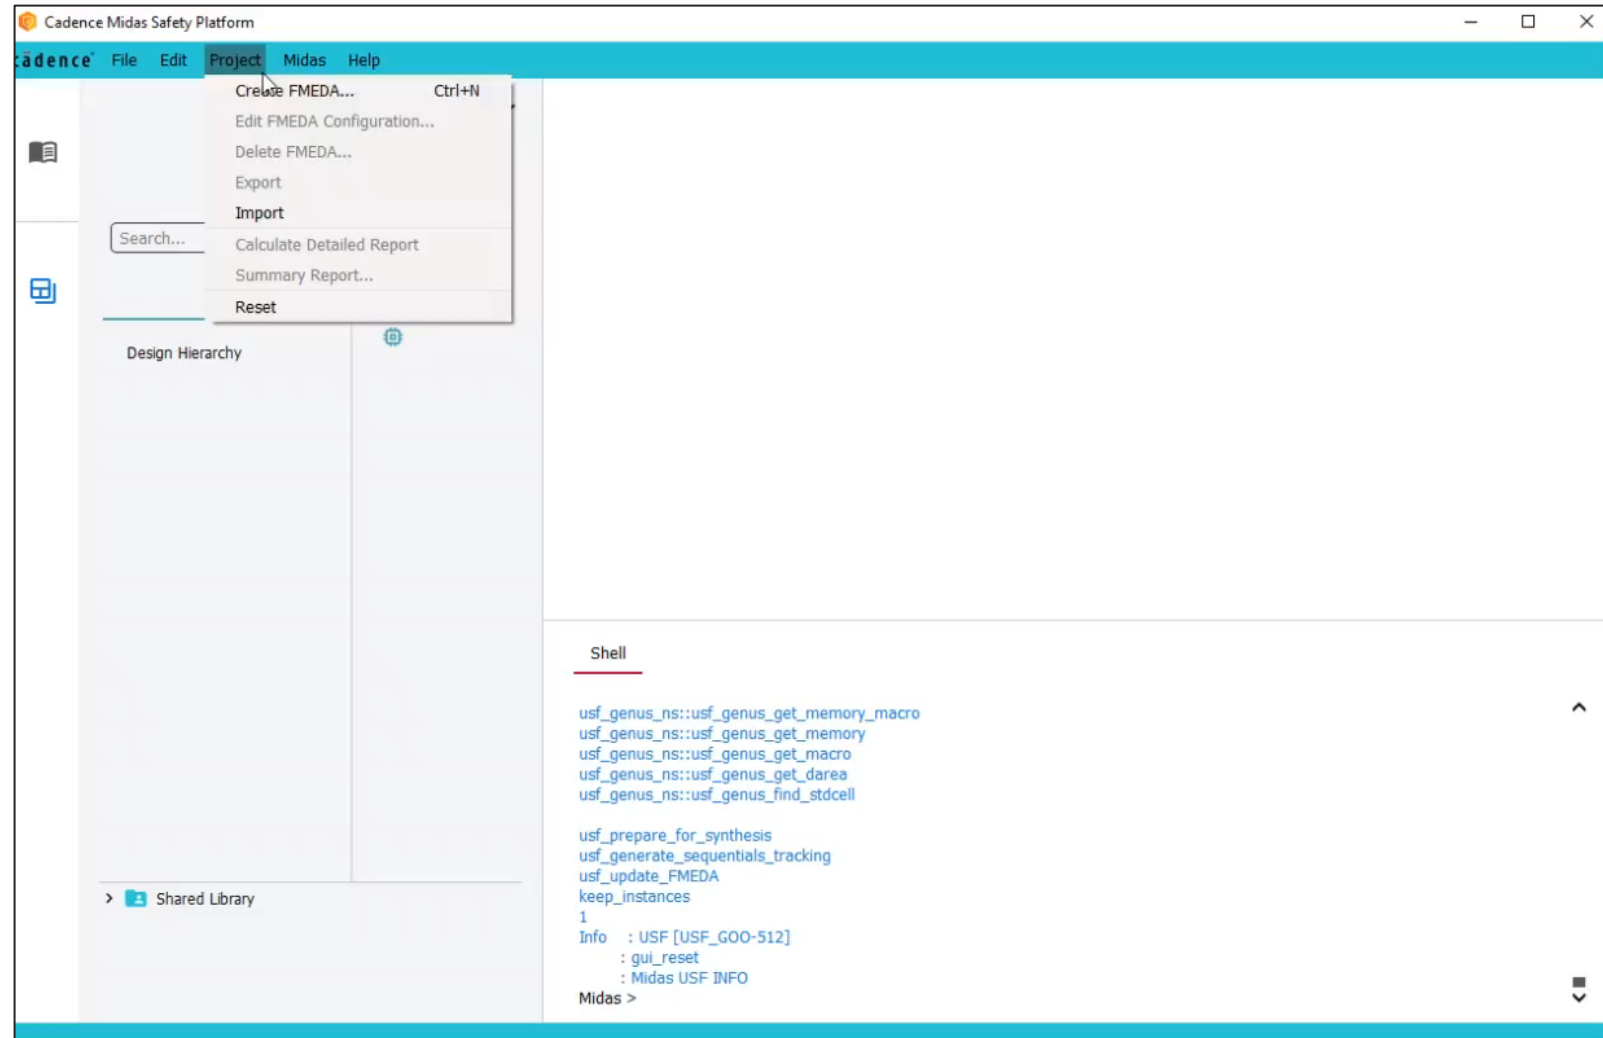 Cadence Midas Safety Platform
cādence File Edit Project Midas Help
Create FMEDA... Ctrl+N
Edit FMEDA Configuration...
Delete FMEDA...
Export
Import
Search...
Calculate Detailed Report
Summary Report...
Reset
Design Hierarchy
Shared Library
Shell
usf_genus_ns::usf_genus_get_memory_macro
usf_genus_ns::usf_genus_get_memory
usf_genus_ns::usf_genus_get_macro
usf_genus_ns::usf_genus_get_darea
usf_genus_ns::usf_genus_find_stdcell
usf_prepare_for_synthesis
usf_generate_sequentials_tracking
usf_update_FMEDA
keep_instances
1
Info : USF [USF_GOO-512]
: gui_reset
: Midas USF INFO
Midas >